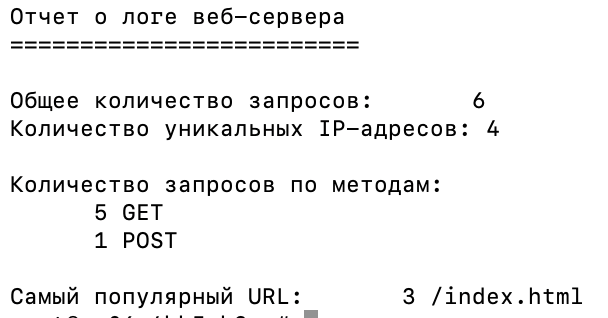 Отчет о логе веб-сервера
=========================
Общее количество запросов:       6
Количество уникальных IP-адресов: 4
Количество запросов по методам:
      5 GET
      1 POST
Самый популярный URL:       3 /index.html